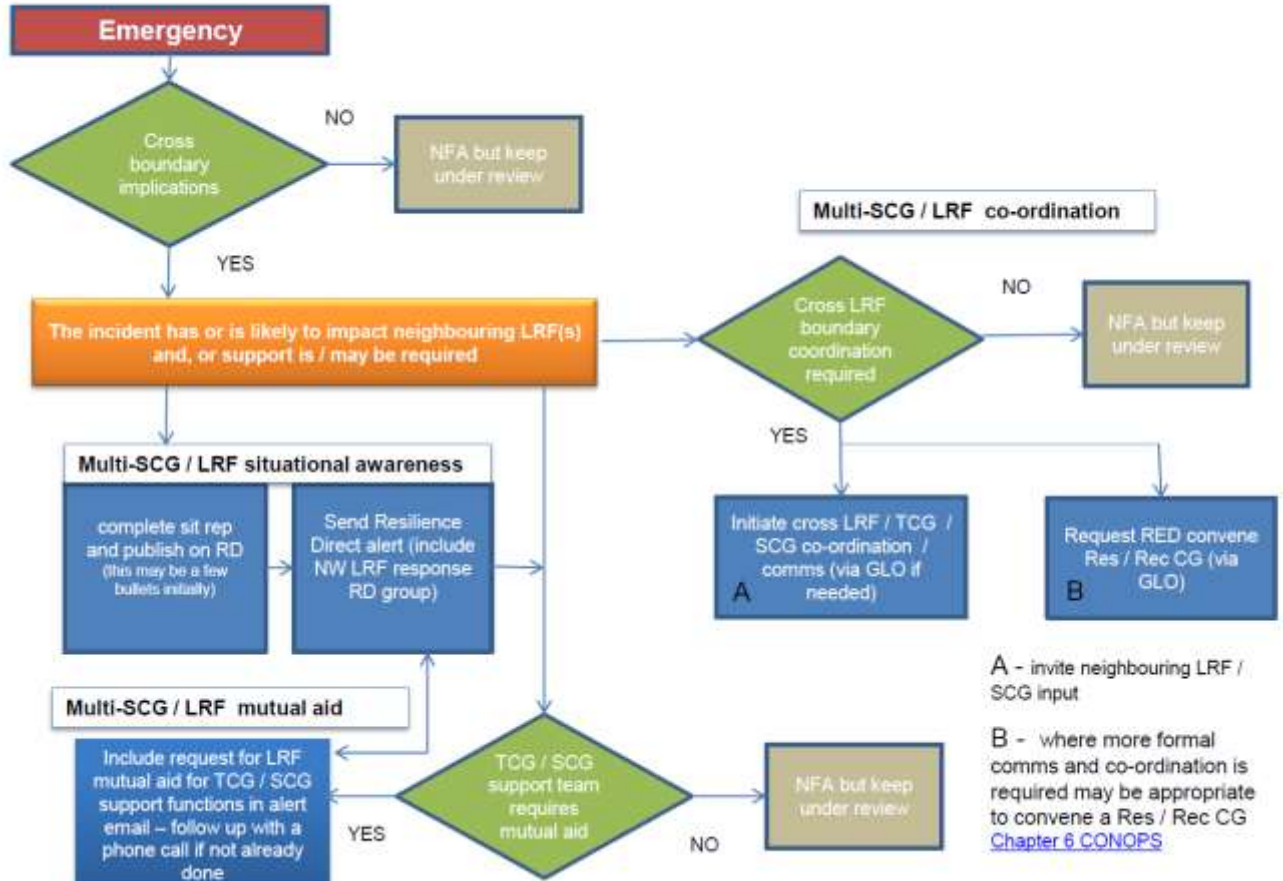 Emergency
Cross
boundary
implications
NO
NFA but keep
under review
YES
The incident has or is likely to impact neighbouring LRF(s)
and, or support is / may be required
Multi-SCG / LRF co-ordination
Cross LRF
boundary
coordination
required
NO
NFA but keep
under review
YES
Initiate cross LRF / TCG /
SCG co-ordination /
comms (via GLO if
needed)
A
Request RED convene
Res / Rec CG (via
GLO)
B
A - invite neighbouring LRF /
SCG input
B - where more formal
comms and co-ordination is
required may be appropriate
to convene a Res / Rec CG
Chapter 6 CONOPS
Multi-SCG / LRF situational awareness
complete sit rep
and publish on RD
(this may be a few
bullets initially)
Send Resilience
Direct alert (include
NW LRF response
RD group)
Multi-SCG / LRF mutual aid
Include request for LRF
mutual aid for TCG / SCG
support functions in alert
email – follow up with a
phone call if not already
done
YES
TCG / SCG
support team
requires
mutual aid
NO
NFA but keep
under review